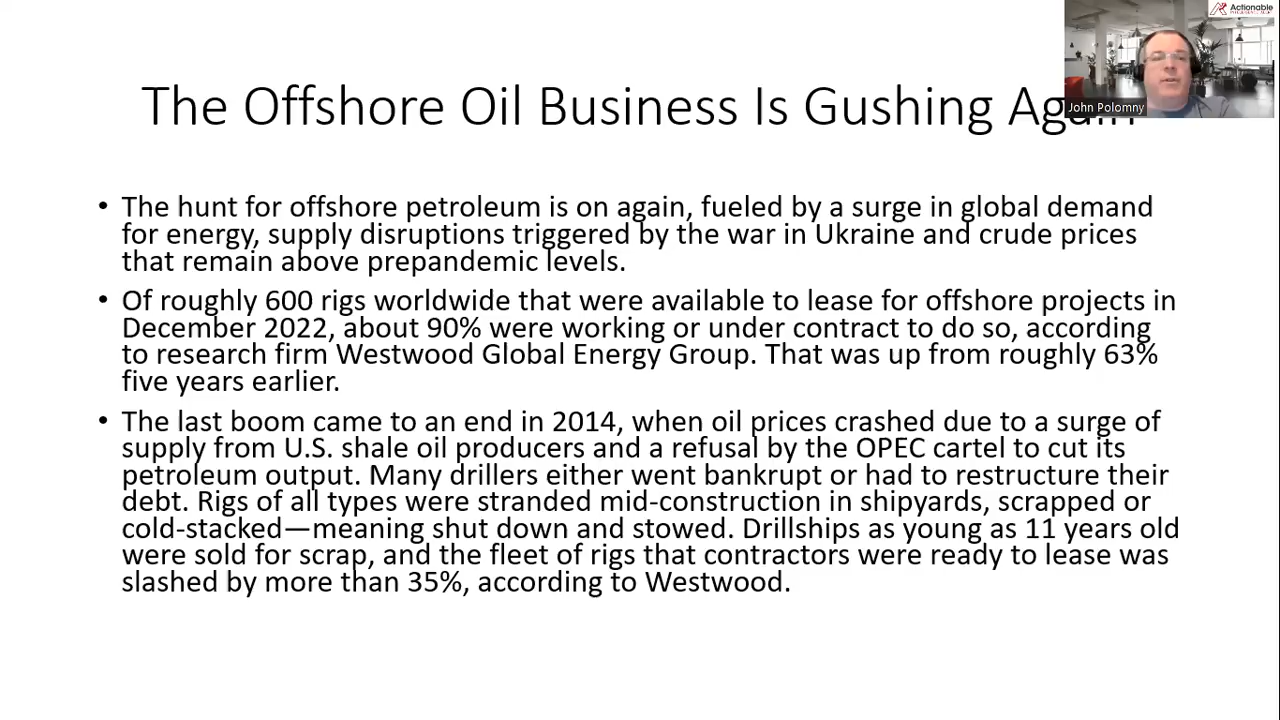 Actionable
John Polomny
The Offshore Oil Business Is Gushing Again
• The hunt for offshore petroleum is on again, fueled by a surge in global demand
for energy, supply disruptions triggered by the war in Ukraine and crude prices
that remain above prepandemic levels.
• Of roughly 600 rigs worldwide that were available to lease for offshore projects in
December 2022, about 90% were working or under contract to do so, according
to research firm Westwood Global Energy Group. That was up from roughly 63%
five years earlier.
• The last boom came to an end in 2014, when oil prices crashed due to a surge of
supply from U.S. shale oil producers and a refusal by the OPEC cartel to cut its
petroleum output. Many drillers either went bankrupt or had to restructure their
debt. Rigs of all types were stranded mid-construction in shipyards, scrapped or
cold-stacked—meaning shut down and stowed. Drillships as young as 11 years old
were sold for scrap, and the fleet of rigs that contractors were ready to lease was
slashed by more than 35%, according to Westwood.